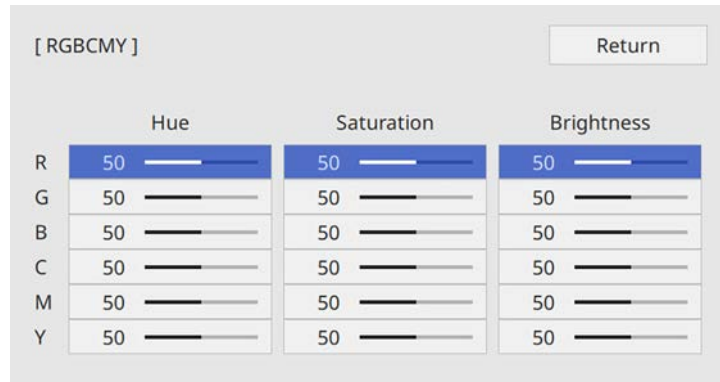 [ RGBCMY ] Return
Hue Saturation Brightness
R 50 50 50
G 50 50 50
B 50 50 50
C 50 50 50
M 50 50 50
Y 50 50 50